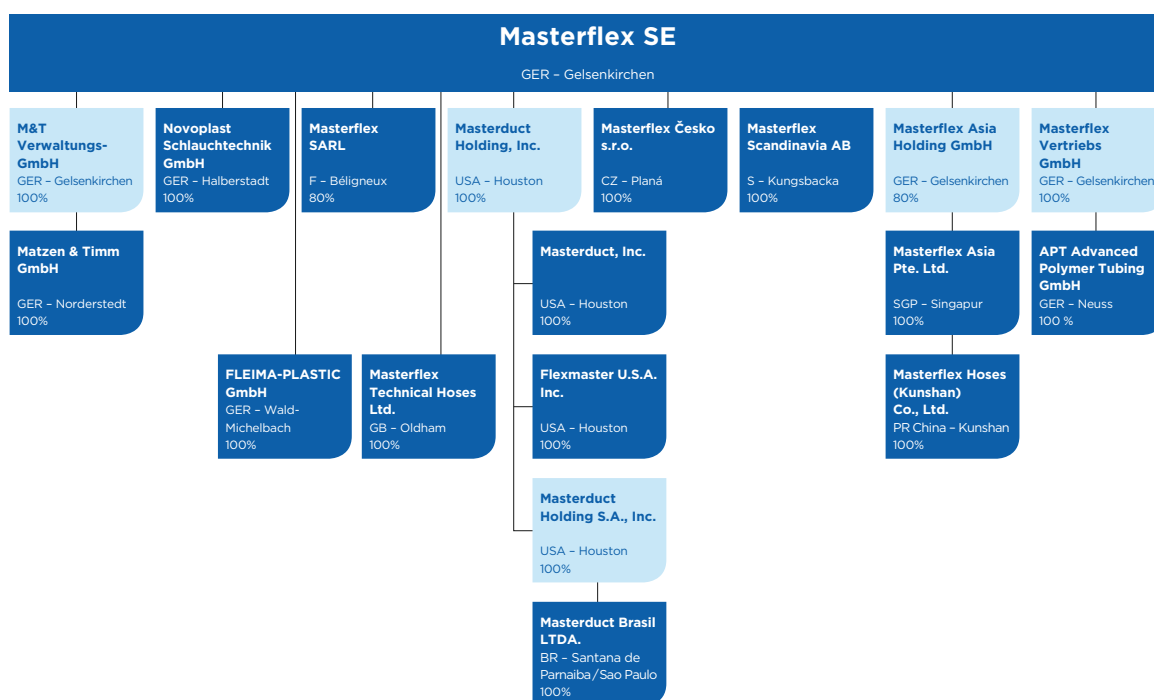 Masterflex SE
GER – Gelsenkirchen
M&T
Verwaltungs-
GmbH
GER – Gelsenkirchen
100%
Novoplast
Schlauchtechnik
GmbH
GER – Halberstadt
100%
Masterflex
SARL
F – Béligneux
80%
Masterduct
Holding, Inc.
USA – Houston
100%
Masterflex Česko
s.r.o.
CZ – Planá
100%
Masterflex
Scandinavia AB
S – Kungsbacka
100%
Masterflex Asia
Holding GmbH
GER – Gelsenkirchen
80%
Masterflex
Vertriebs
GmbH
GER – Gelsenkirchen
100%
Matzen & Timm
GmbH
GER – Norderstedt
100%
Masterduct, Inc.
USA – Houston
100%
Masterflex Asia
Pte. Ltd.
SGP – Singapur
100%
APT Advanced
Polymer Tubing
GmbH
GER – Neuss
100 %
FLEIMA-PLASTIC
GmbH
GER – Wald-
Michelbach
100%
Masterflex
Technical Hoses
Ltd.
GB – Oldham
100%
Flexmaster U.S.A.
Inc.
USA – Houston
100%
Masterflex Hoses
(Kunshan)
Co., Ltd.
PR China – Kunshan
100%
Masterduct
Holding S.A., Inc.
USA – Houston
100%
Masterduct Brasil
LTDA.
BR – Santana de
Parnaiba/Sao Paulo
100%